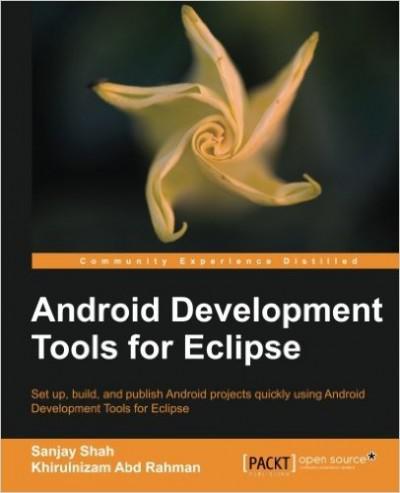 Community Experience Distilled
Android Development
Tools for Eclipse
Set up, build, and publish Android projects quickly using Android
Development Tools for Eclipse
Sanjay Shah
Khirulnizam Abd Rahman
[PACKT] open source*
PUBLISHING